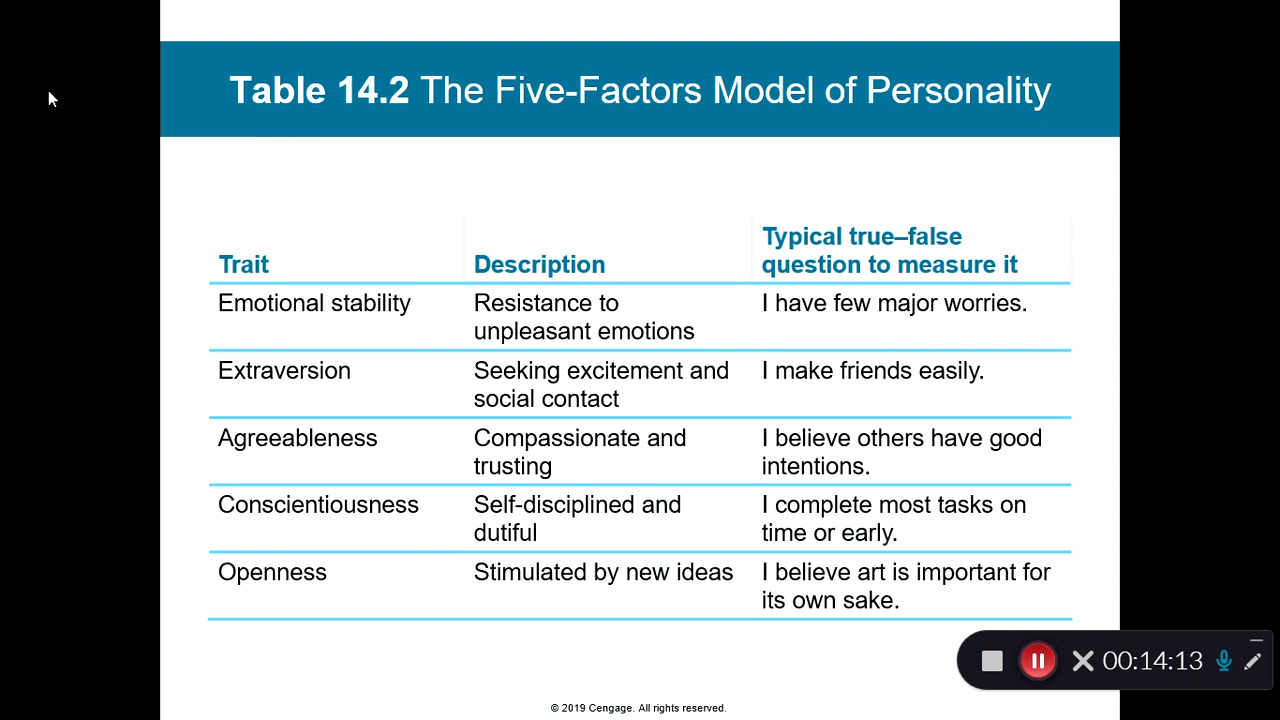 Table 14.2 The Five-Factors Model of Personality
Typical true–false
Trait Description question to measure it
Emotional stability Resistance to I have few major worries.
unpleasant emotions
Extraversion Seeking excitement and I make friends easily.
social contact
Agreeableness Compassionate and I believe others have good
trusting intentions.
Conscientiousness Self-disciplined and I complete most tasks on
dutiful time or early.
Openness Stimulated by new ideas I believe art is important for
its own sake.
00:14:13
© 2019 Cengage. All rights reserved.